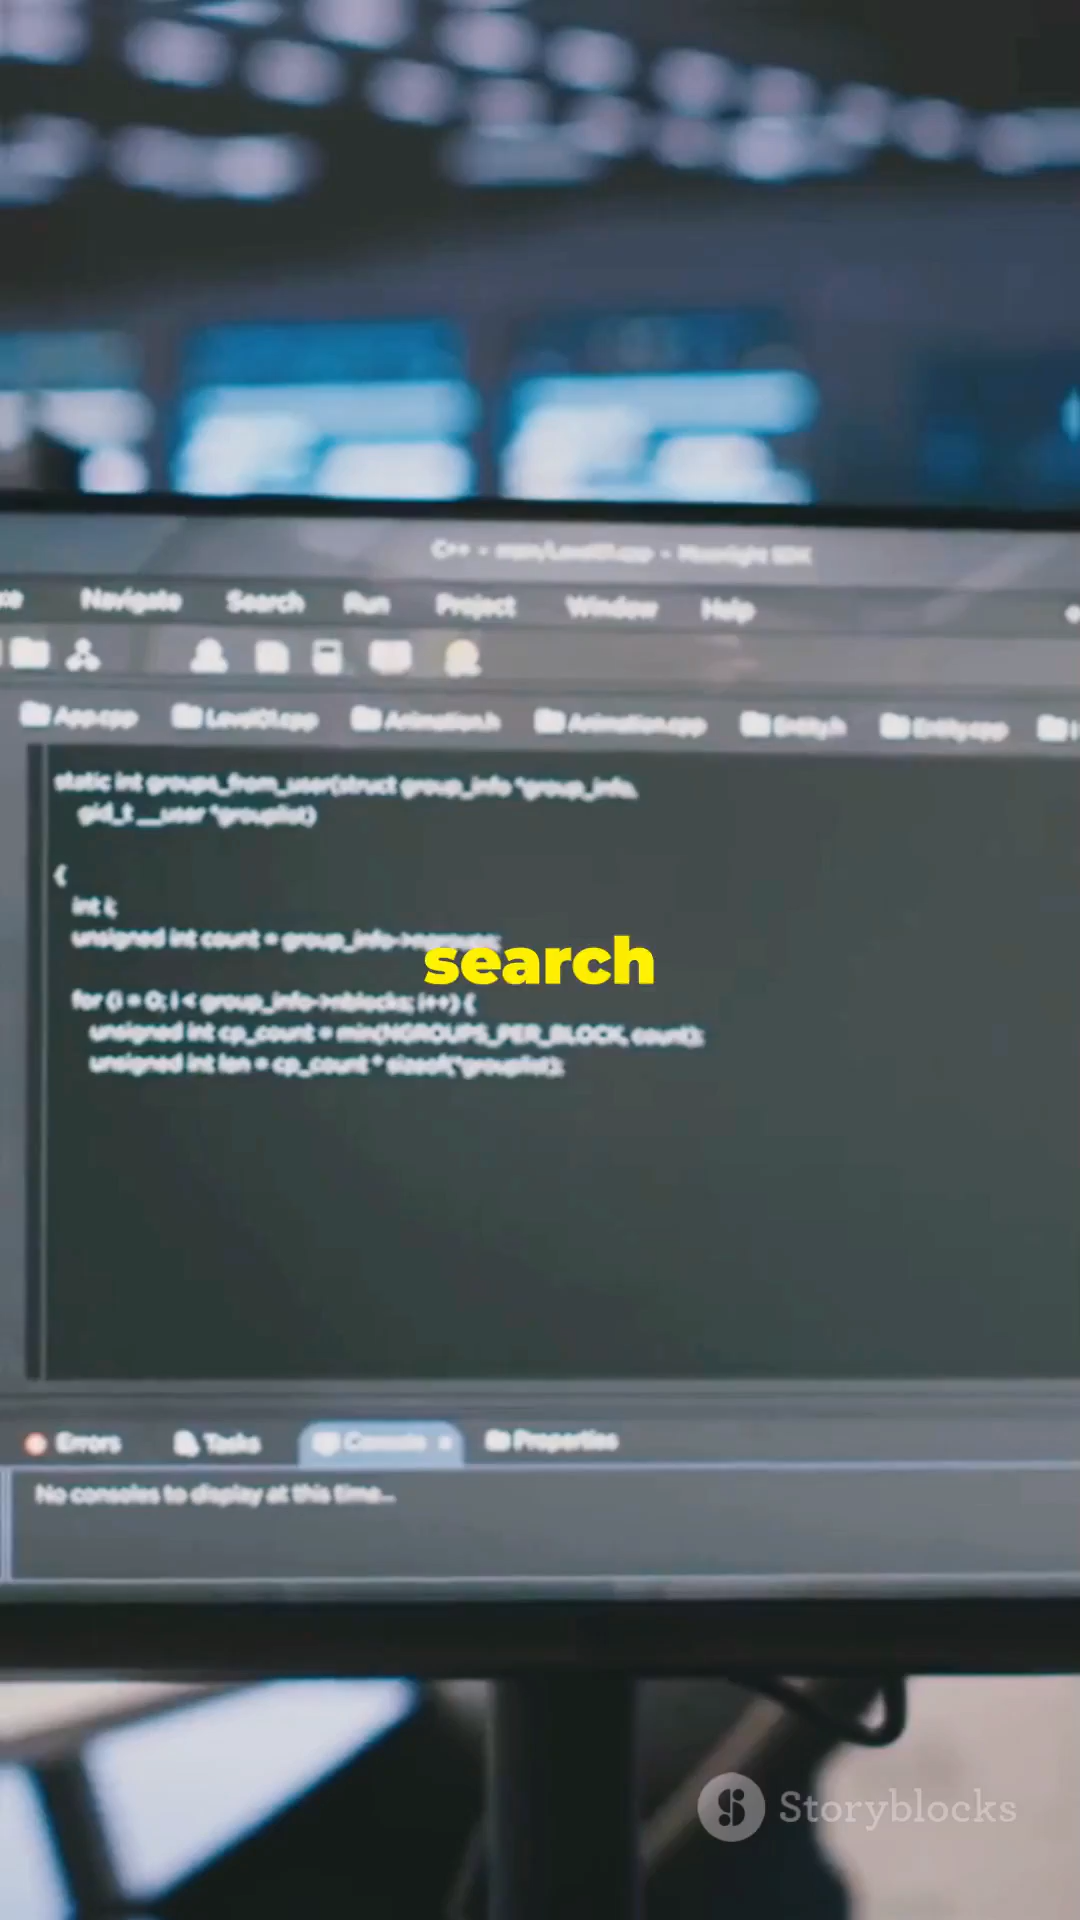 C++ - main/Level01.cpp - Moonlight SDK
Navigate Search Run Project Window Help
App.cpp Level01.cpp Animation.h Animation.cpp Entity.h Entity.cpp
static int groups_from_user(struct group_info *group_info,
gid_t __user *grouplist)
{
int i;
unsigned int count = group_info->ngroups;
search
for (i = 0; i < group_info->nblocks; i++) {
unsigned int cp_count = min(NGROUPS_PER_BLOCK, count);
unsigned int len = cp_count * sizeof(*grouplist);
Errors Tasks Console Properties
No consoles to display at this time...
Storyblocks